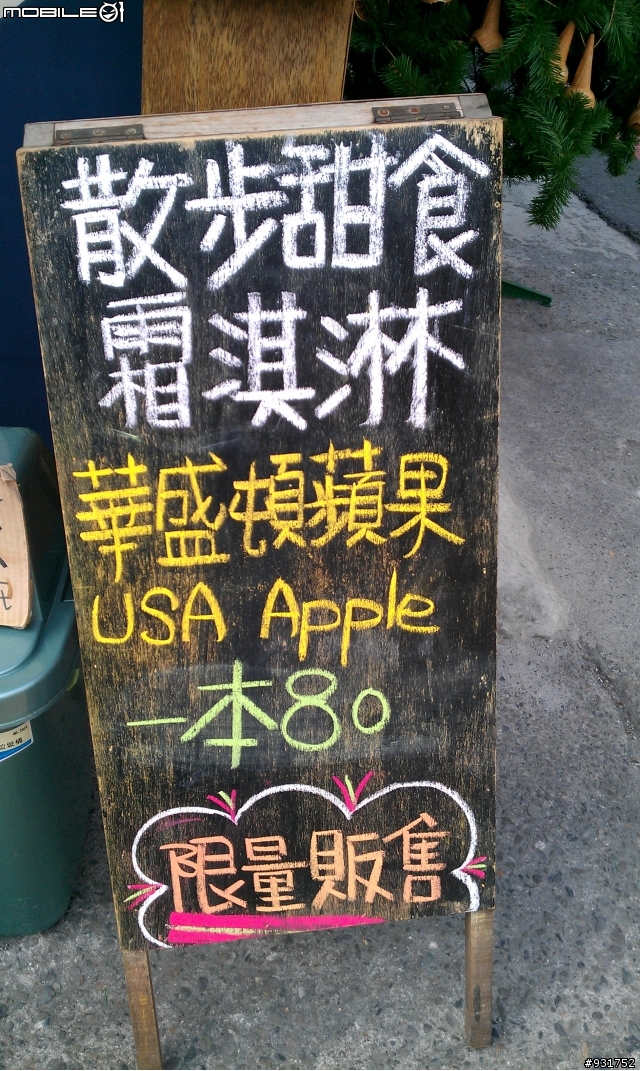 MOBILE01
散步甜食
霜淇淋
華盛頓蘋果
USA Apple
一本80
限量販售
#931752